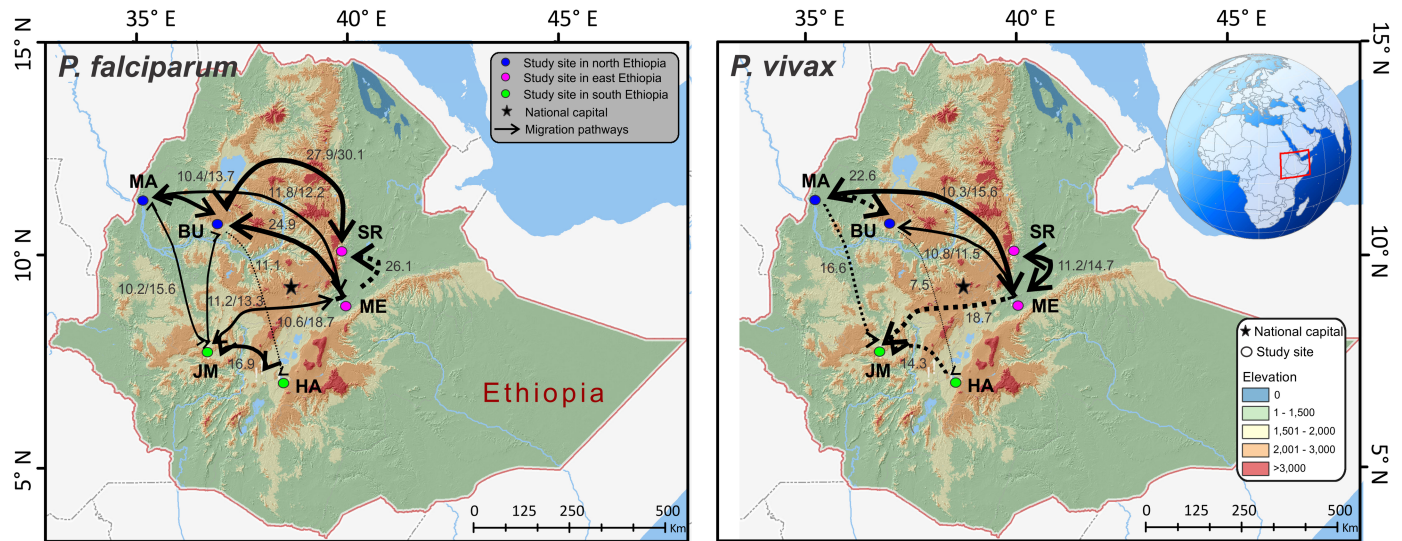 35° E 40° E 45° E
35° E 40° E 45° E
15° N
P. falciparum
Study site in north Ethiopia
Study site in east Ethiopia
Study site in south Ethiopia
National capital
Migration pathways
27.9/30.1
10.4/13.7
MA
11.8/12.2
BU
24.9
SR
10° N
11.1
26.1
10.2/15.6
11.2/13.3
ME
10.6/18.7
16.9
JM
HA
Ethiopia
5° N
0 125 250 500
Km
P. vivax
15° N
22.6
MA
10.3/15.6
BU
SR
10° N
10.8/11.5
11.2/14.7
16.6
7.5
ME
18.7
14.3
JM
HA
National capital
Study site
Elevation
0
1 - 1,500
1,501 - 2,000
2,001 - 3,000
>3,000
5° N
0 125 250 500
Km